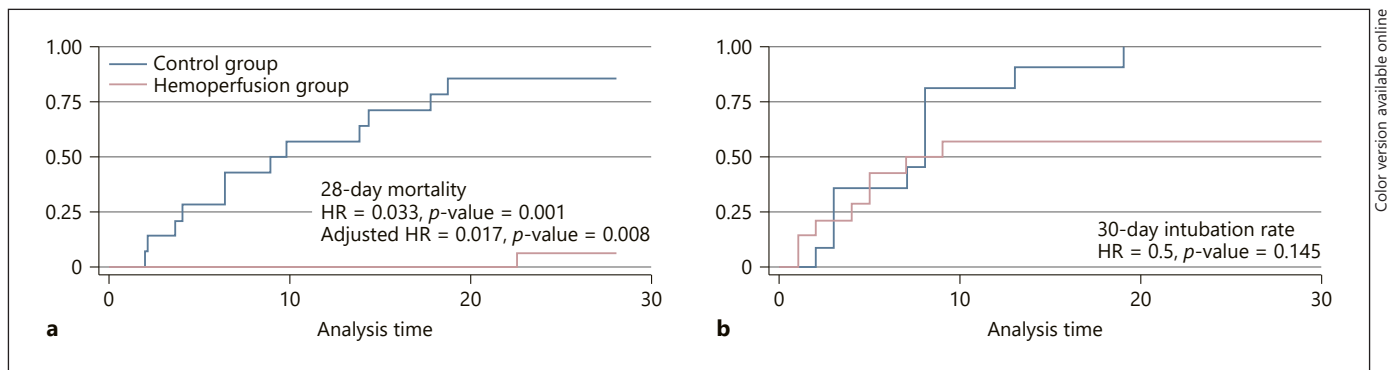 1.00
0.75
0.50
0.25
0
Control group
Hemoperfusion group
28-day mortality
HR = 0.033, p-value = 0.001
Adjusted HR = 0.017, p-value = 0.008
0 10 20 30
a
Analysis time
1.00
0.75
0.50
0.25
0
30-day intubation rate
HR = 0.5, p-value = 0.145
0 10 20 30
b
Analysis time
Color version available online